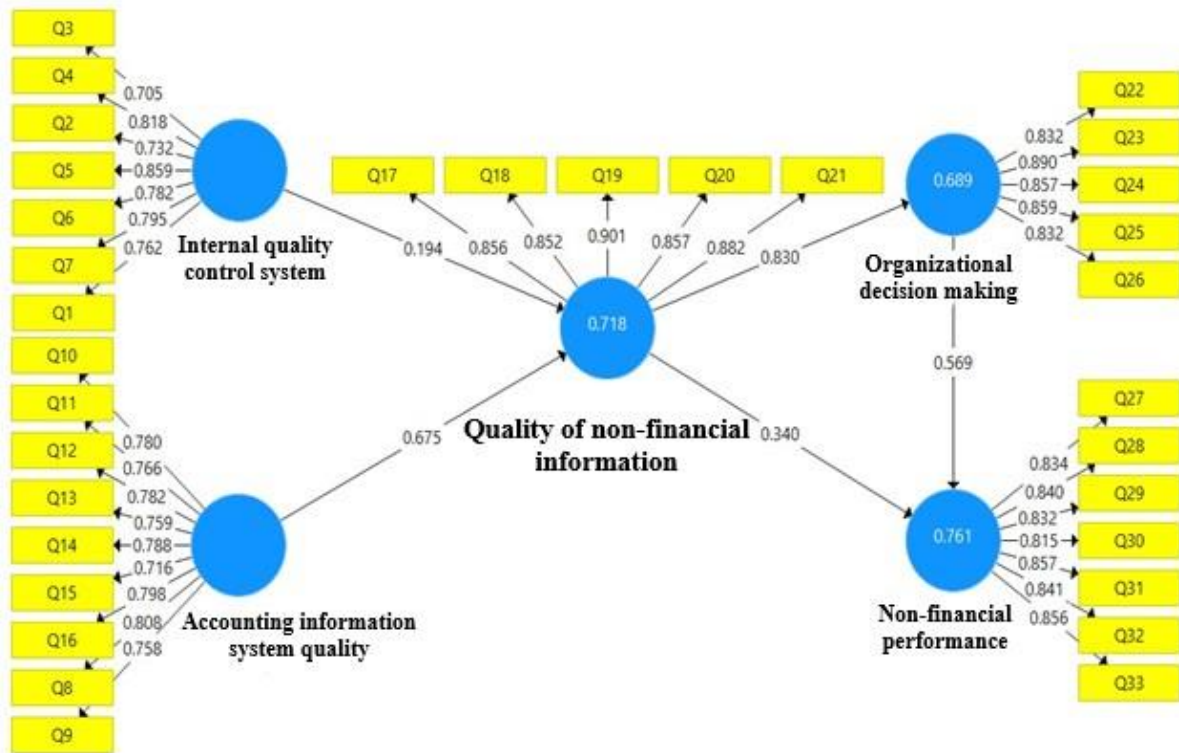 Q3
Q4
Q2
Q5
Q6
Q7
Q1
0.705
0.818
0.732
0.859
0.782
0.795
0.762
Internal quality
control system
Q10
Q11
Q12
Q13
Q14
Q15
Q16
Q8
Q9
0.780
0.766
0.782
0.759
0.788
0.716
0.798
0.808
0.758
Accounting information
system quality
0.194
0.675
Q17
Q18
Q19
Q20
Q21
0.856
0.852
0.901
0.857
0.882
0.718
Quality of non-financial
information
0.830
0.340
0.689
Organizational
decision making
0.832
0.890
0.857
0.859
0.832
Q22
Q23
Q24
Q25
Q26
0.569
0.761
Non-financial
performance
0.834
0.840
0.832
0.815
0.857
0.841
0.856
Q27
Q28
Q29
Q30
Q31
Q32
Q33